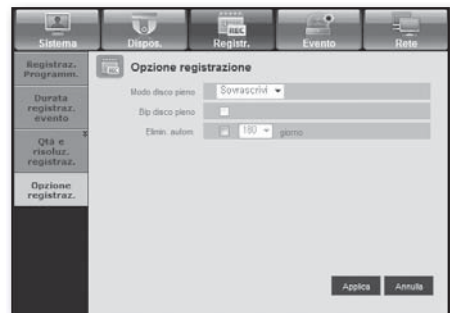 Sistema
Dispos.
Registr.
Evento
Rete
REC
Registraz.
Programm.
Durata
registraz.
evento
Qtà e
risoluz.
registraz.
Opzione
registraz.
Opzione registrazione
Modo disco pieno
Sovrascrivi
Bip disco pieno
Elimin. autom
180
giorno
Applica
Annulla